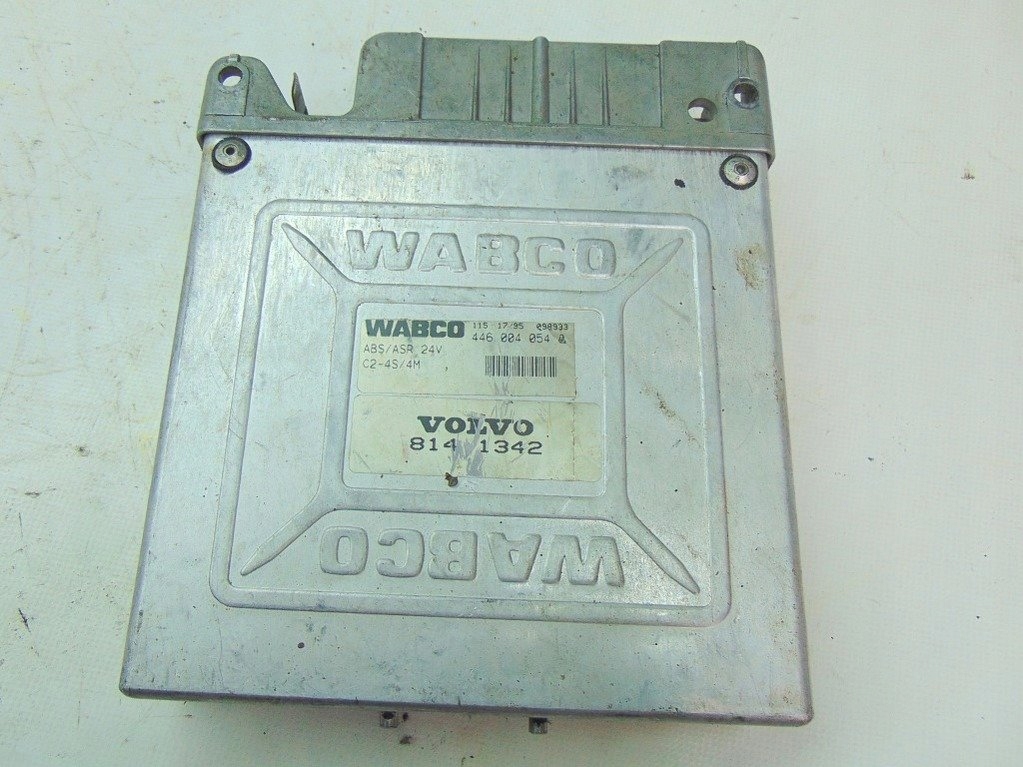 WABCO
WABCO 115 17/95 098933
446 004 054 0
ABS/ASR 24V
C2-4S/4M
VOLVO
814 1342
WABCO